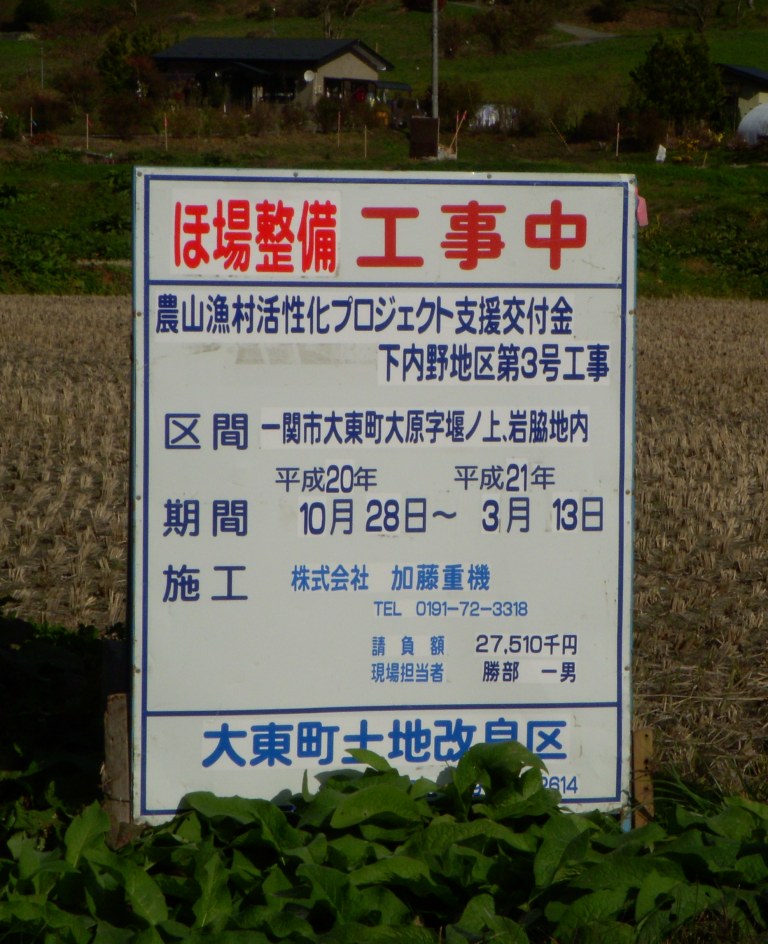 ほ場整備 工事中
農山漁村活性化プロジェクト支援交付金
下内野地区第3号工事
区間 一関市大東町大原字堰ノ上、岩脇地内
平成20年 平成21年
期間 10月28日～ 3月 13日
施工 株式会社 加藤重機
TEL 0191-72-3318
請負額 27,510千円
現場担当者 勝部 一男
大東町土地改良区
2614